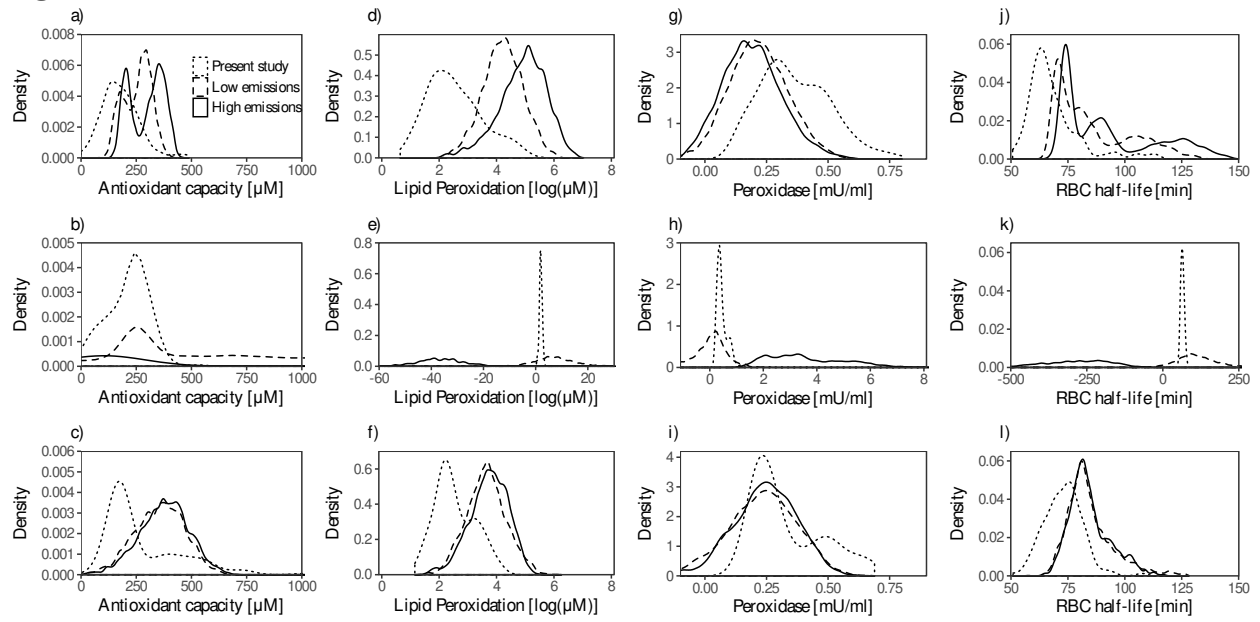 a)
d)
g)
j)
0.008
0.006
0.004
0.002
0.000
Density
0
250
500
750
1000
Antioxidant capacity [µM]
Present study
Low emissions
High emissions
0.5
0.4
0.3
0.2
0.1
0.0
Density
0
2
4
6
8
Lipid Peroxidation [log(µM)]
3
2
1
0
Density
0.00
0.25
0.50
0.75
Peroxidase [mU/ml]
0.06
0.04
0.02
0.00
Density
50
75
100
125
150
RBC half-life [min]
b)
e)
h)
k)
0.005
0.004
0.003
0.002
0.001
0.000
Density
0
250
500
750
1000
Antioxidant capacity [µM]
0.8
0.6
0.4
0.2
0.0
Density
-60
-40
-20
0
20
Lipid Peroxidation [log(µM)]
3
2
1
0
Density
0
2
4
6
8
Peroxidase [mU/ml]
0.06
0.04
0.02
0.00
Density
-500
-250
0
250
RBC half-life [min]
c)
f)
i)
l)
0.006
0.005
0.004
0.003
0.002
0.001
0.000
Density
0
250
500
750
1000
Antioxidant capacity [µM]
0.6
0.4
0.2
0.0
Density
0
2
4
6
8
Lipid Peroxidation [log(µM)]
4
3
2
1
0
Density
0.00
0.25
0.50
0.75
Peroxidase [mU/ml]
0.06
0.04
0.02
0.00
Density
50
75
100
125
150
RBC half-life [min]